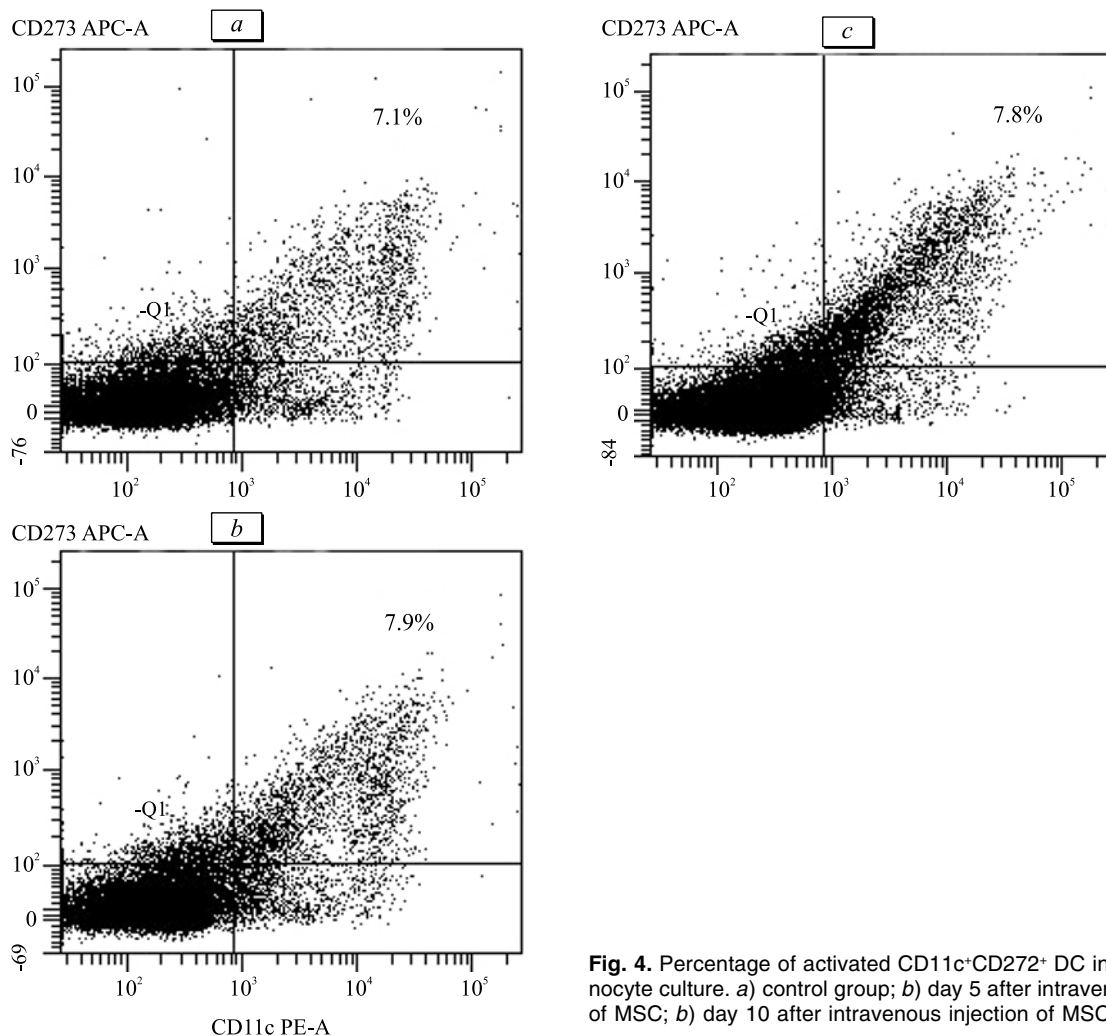 CD273 APC-A
a
10⁵
10⁴
10³
10²
0
-76
7.1%
-Q1
10² 10³ 10⁴ 10⁵
CD273 APC-A
c
10⁵
10⁴
10³
10²
0
-84
7.8%
-Q1
10² 10³ 10⁴ 10⁵
CD273 APC-A
b
10⁵
10⁴
10³
10²
0
-69
7.9%
-Q1
10² 10³ 10⁴ 10⁵
CD11c PE-A
Fig. 4. Percentage of activated CD11c⁺CD272⁺ DC in
nocyte culture. a) control group; b) day 5 after intraven
of MSC; b) day 10 after intravenous injection of MSC